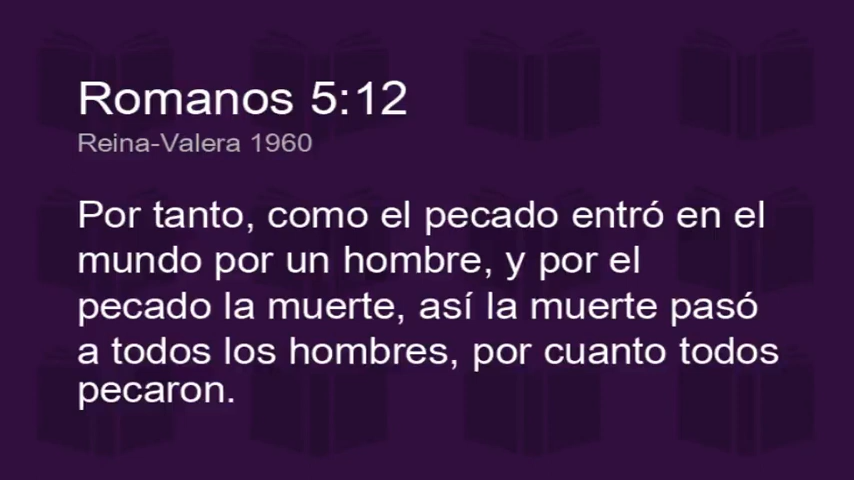 Romanos 5:12
Reina-Valera 1960
Por tanto, como el pecado entró en el
mundo por un hombre, y por el
pecado la muerte, así la muerte pasó
a todos los hombres, por cuanto todos
pecaron.